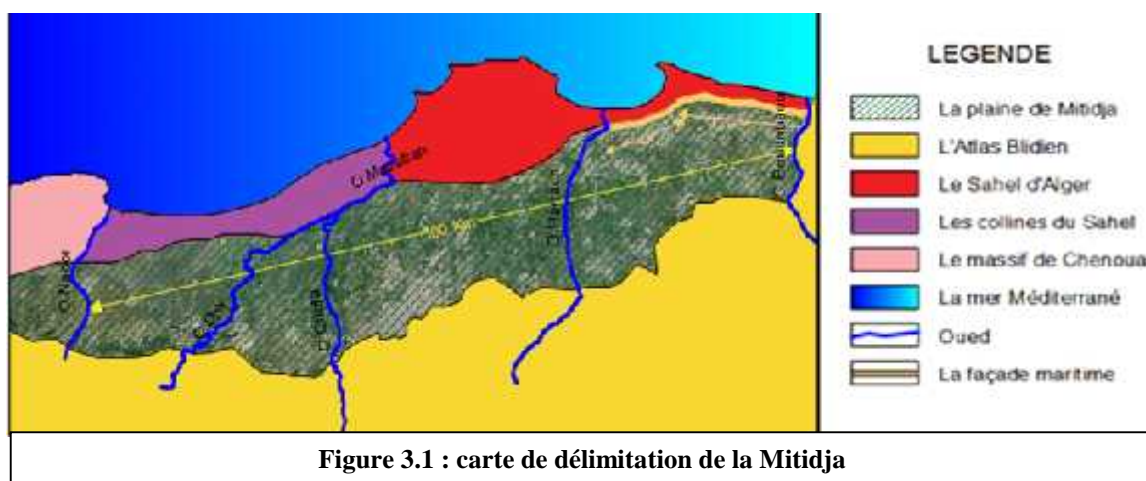 LEGENDE
La plaine de Mitidja
L'Atlas Blidien
Le Sahel d'Alger
Les collines du Sahel
Le massif de Chenoua
La mer Méditerrané
Oued
La façade maritime
O Mazafran
100 km
O Nador
O Chiffa
O Harrach
Figure 3.1 : carte de délimitation de la Mitidja